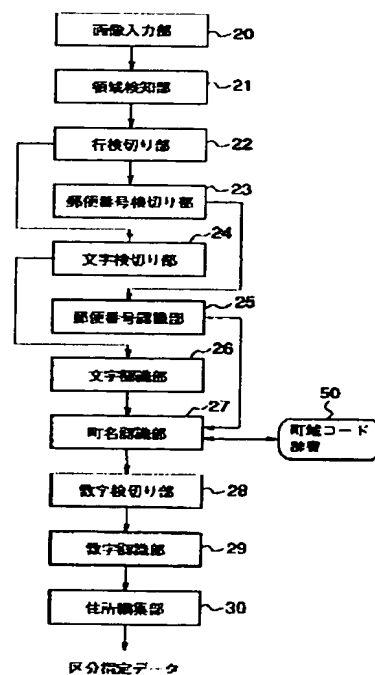 画像入力部 20
領域検知部 21
行検切り部 22
郵便番号検切り部 23
文字検切り部 24
郵便番号認識部 25
文字認識部 26
町名認識部 27
50
町域コード
辞書
数字検切り部 28
数字認識部 29
住所編集部 30
区分指定データ